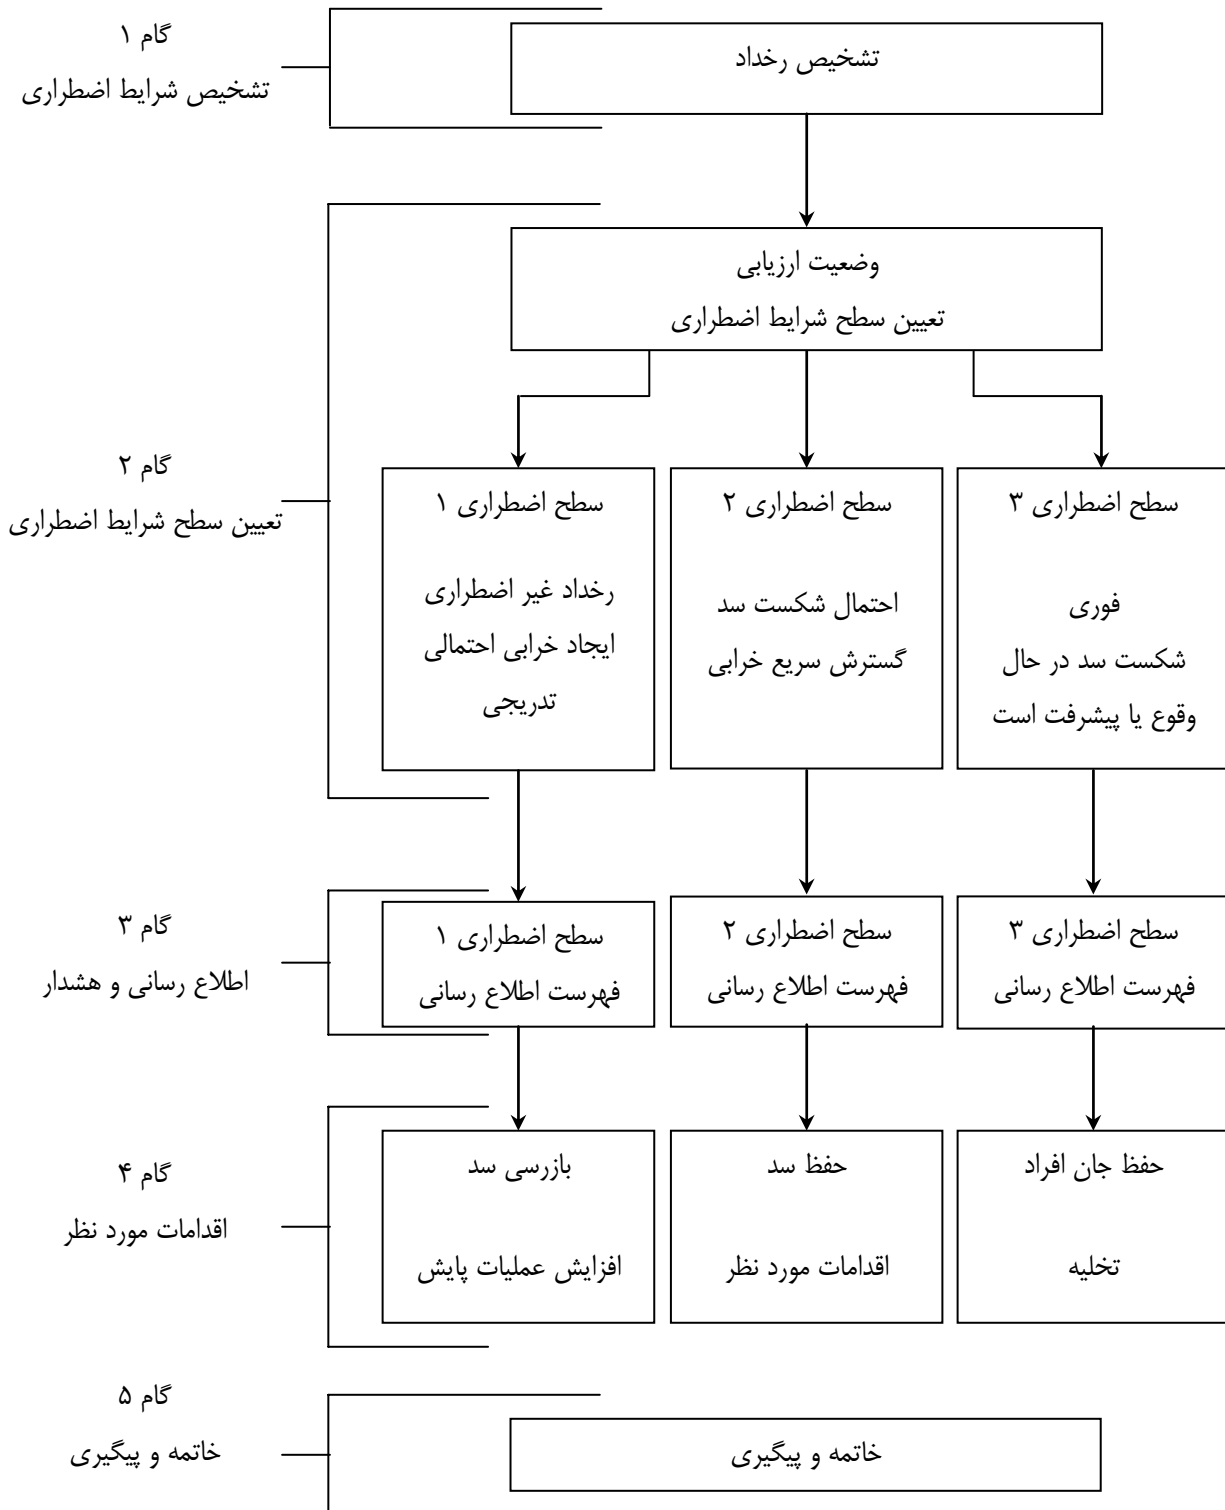 گام ۱
تشخیص شرایط اضطراری
تشخیص رخداد
وضعیت ارزیابی
تعیین سطح شرایط اضطراری
گام ۲
تعیین سطح شرایط اضطراری
سطح اضطراری ۱
رخداد غیر اضطراری
ایجاد خرابی احتمالی
تدریجی
سطح اضطراری ۲
احتمال شکست سد
گسترش سریع خرابی
سطح اضطراری ۳
فوری
شکست سد در حال
وقوع یا پیشرفت است
گام ۳
اطلاع رسانی و هشدار
سطح اضطراری ۱
فهرست اطلاع رسانی
سطح اضطراری ۲
فهرست اطلاع رسانی
سطح اضطراری ۳
فهرست اطلاع رسانی
گام ۴
اقدامات مورد نظر
بازرسی سد
افزایش عملیات پایش
حفظ سد
اقدامات مورد نظر
حفظ جان افراد
تخلیه
گام ۵
خاتمه و پیگیری
خاتمه و پیگیری